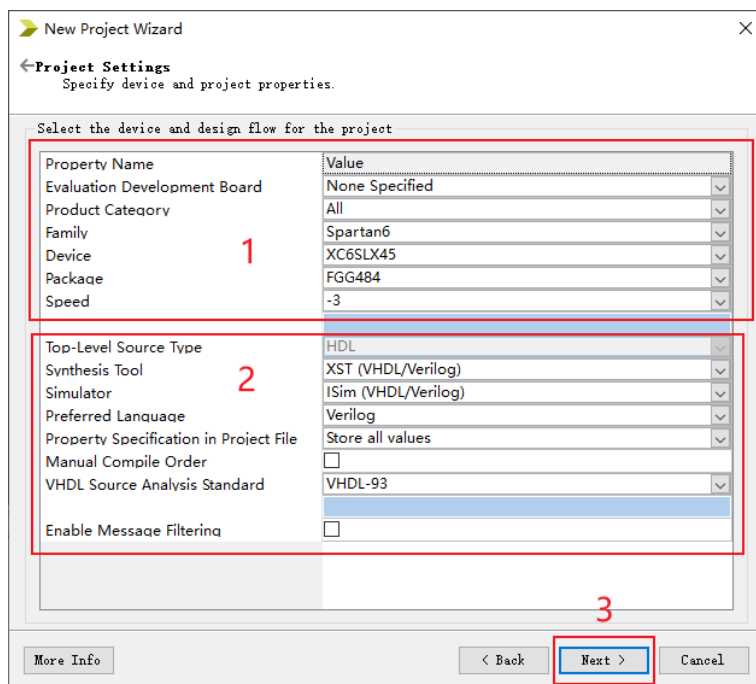 New Project Wizard
Project Settings
Specify device and project properties.
Select the device and design flow for the project
Property Name Value
Evaluation Development Board None Specified
Product Category All
Family Spartan6
1
Device XC6SLX45
Package FGG484
Speed -3
Top-Level Source Type HDL
Synthesis Tool XST (VHDL/Verilog)
2
Simulator ISim (VHDL/Verilog)
Preferred Language Verilog
Property Specification in Project File Store all values
Manual Compile Order
VHDL Source Analysis Standard VHDL-93
Enable Message Filtering
3
More Info < Back Next > Cancel